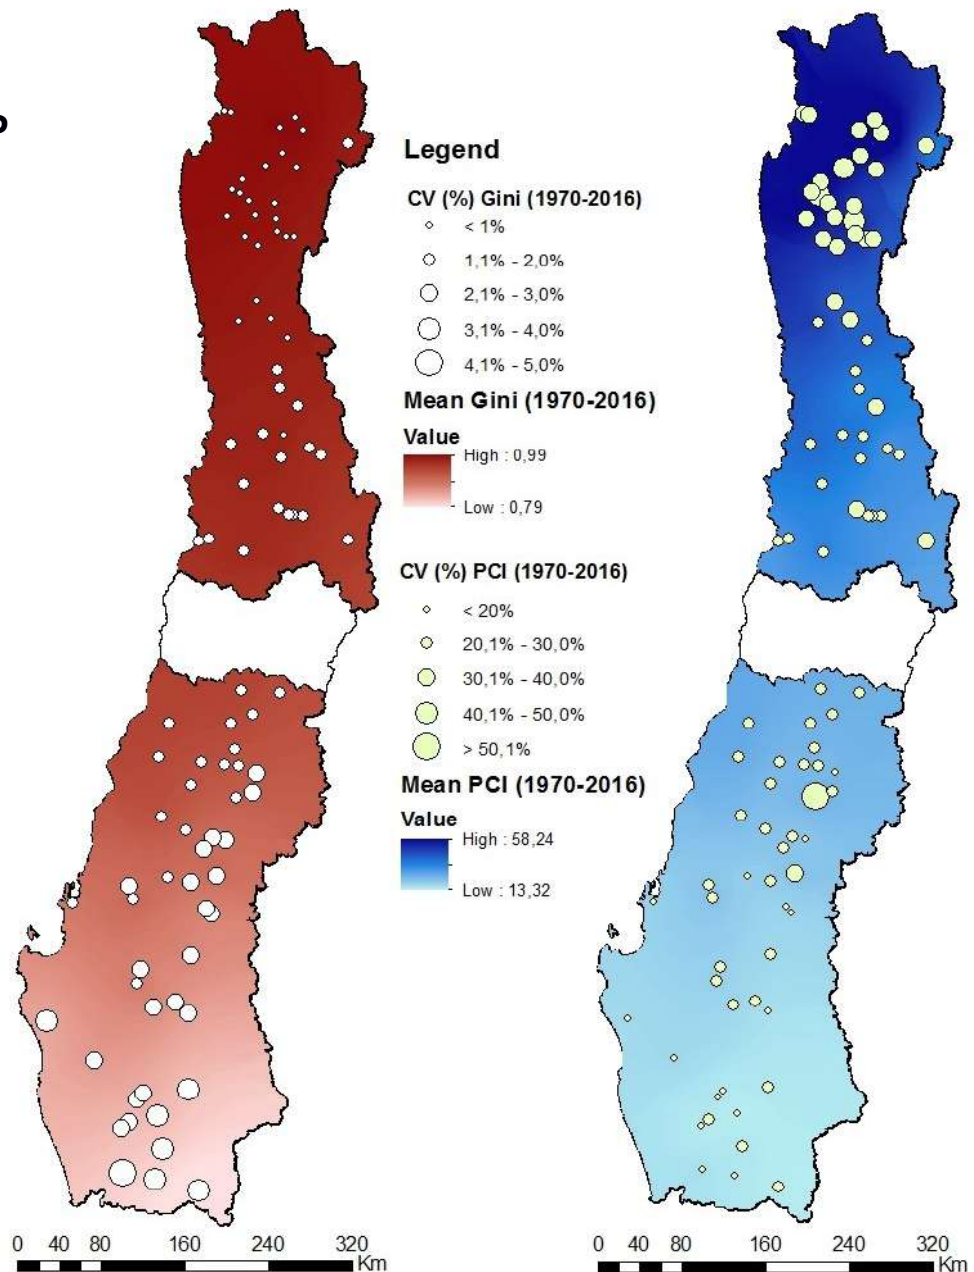 Legend
CV (%) Gini (1970-2016)
< 1%
1,1% - 2,0%
2,1% - 3,0%
3,1% - 4,0%
4,1% - 5,0%
Mean Gini (1970-2016)
Value
High : 0,99
Low : 0,79
CV (%) PCI (1970-2016)
< 20%
20,1% - 30,0%
30,1% - 40,0%
40,1% - 50,0%
> 50,1%
Mean PCI (1970-2016)
Value
High : 58,24
Low : 13,32
0 40 80 160 240 320 Km
0 40 80 160 240 320 Km